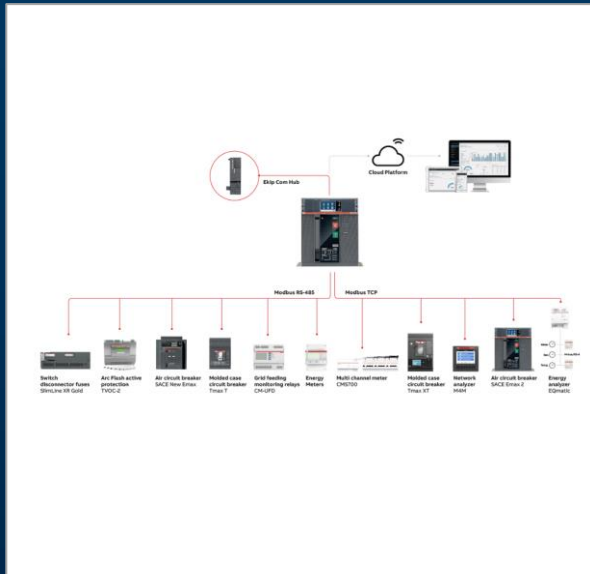 Cloud Platform
Ekip Com Hub
Modbus RS-485
Modbus TCP
Switch
disconnector fuses
SlimLine XR Gold
Arc Flash active
protection
TVOC-2
Air circuit breaker
SACE New Emax
Molded case
circuit breaker
Tmax T
Grid feeding
monitoring relays
CM-UFD
Energy
Meters
Multi channel meter
CMS700
Molded case
circuit breaker
Tmax XT
Network
analyzer
M4M
Air circuit breaker
SACE Emax 2
Energy
analyzer
EQmatic